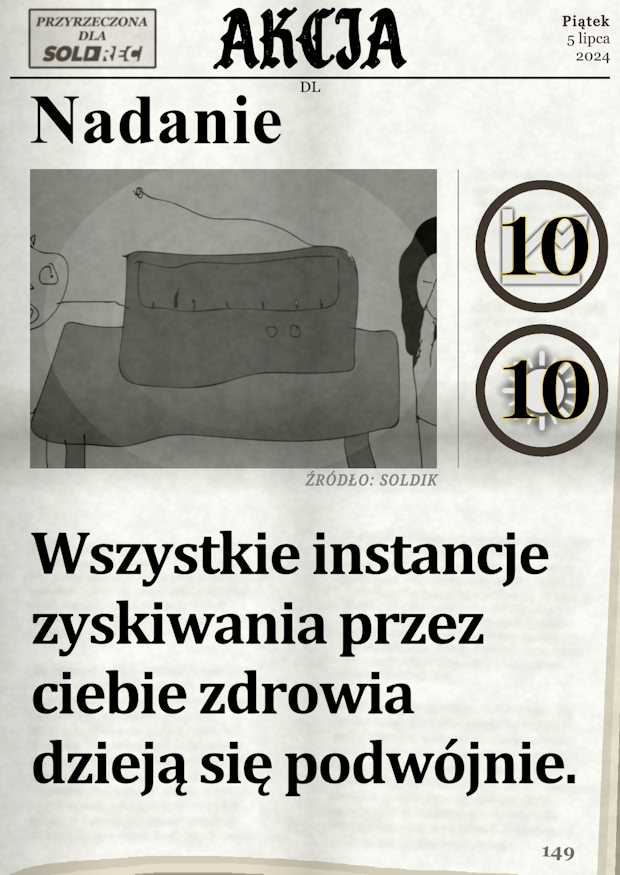 PRZYRZECZONA
DLA
SOLDREC
AKCJA
Piątek
5 lipca
2024
DL
Nadanie
10
10
ŹRÓDŁO: SOLDIK
Wszystkie instancje
zyskiwania przez
ciebie zdrowia
dzieją się podwójnie.
149